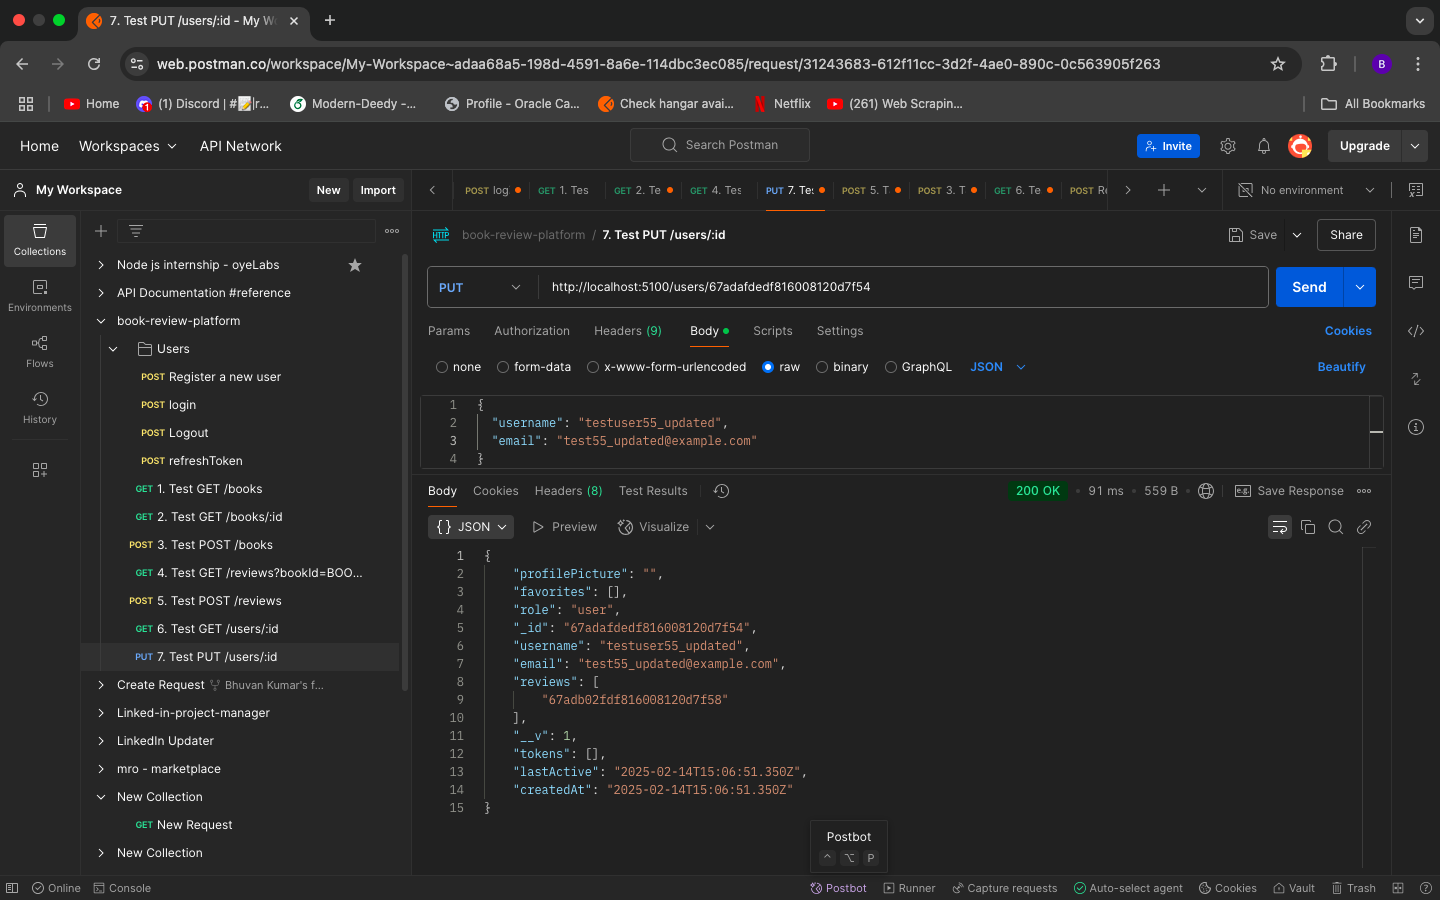 7. Test PUT /users/:id - My W
web.postman.co/workspace/My-Workspace~adaa68a5-198d-4591-8a6e-114dbc3ec085/request/31243683-612f11cc-3d2f-4ae0-890c-0c563905f263
B
Home
(1) Discord | #📝|r...
Modern-Deedy -...
Profile - Oracle Ca...
Check hangar avai...
Netflix
(261) Web Scrapin...
All Bookmarks
Home Workspaces API Network
Search Postman
Invite
Upgrade
My Workspace
New Import
POST log
GET 1. Tes
GET 2. Te
GET 4. Tes
PUT 7. Tes
POST 5. T
POST 3. T
GET 6. Te
POST Re
No environment
Collections
Environments
Flows
History
Node js internship - oyeLabs
API Documentation #reference
book-review-platform
Users
POST Register a new user
POST login
POST Logout
POST refreshToken
GET 1. Test GET /books
GET 2. Test GET /books/:id
POST 3. Test POST /books
GET 4. Test GET /reviews?bookId=BOO...
POST 5. Test POST /reviews
GET 6. Test GET /users/:id
PUT 7. Test PUT /users/:id
Create Request Bhuvan Kumar's f...
Linked-in-project-manager
LinkedIn Updater
mro - marketplace
New Collection
GET New Request
New Collection
HTTP book-review-platform / 7. Test PUT /users/:id
Save Share
PUT http://localhost:5100/users/67adafdedf816008120d7f54
Send
Params Authorization Headers (9) Body Scripts Settings Cookies
none form-data x-www-form-urlencoded raw binary GraphQL JSON Beautify
1 {
2 "username": "testuser55_updated",
3 "email": "test55_updated@example.com"
4 }
Body Cookies Headers (8) Test Results
200 OK • 91 ms • 559 B
e.g. Save Response
{} JSON Preview Visualize
1 {
2 "profilePicture": "",
3 "favorites": [],
4 "role": "user",
5 "_id": "67adafdedf816008120d7f54",
6 "username": "testuser55_updated",
7 "email": "test55_updated@example.com",
8 "reviews": [
9 "67adb02fdf816008120d7f58"
10 ],
11 "__v": 1,
12 "tokens": [],
13 "lastActive": "2025-02-14T15:06:51.350Z",
14 "createdAt": "2025-02-14T15:06:51.350Z"
15 }
Postbot
^ ⌥ P
Online Console
Postbot Runner Capture requests Auto-select agent Cookies Vault Trash